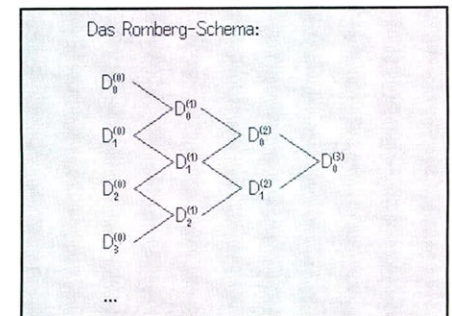 Das Romberg-Schema:
D₀⁽⁰⁾
D₀⁽¹⁾
D₁⁽⁰⁾ D₀⁽²⁾
D₁⁽¹⁾ D₀⁽³⁾
D₂⁽⁰⁾ D₁⁽²⁾
D₂⁽¹⁾
D₃⁽⁰⁾
...